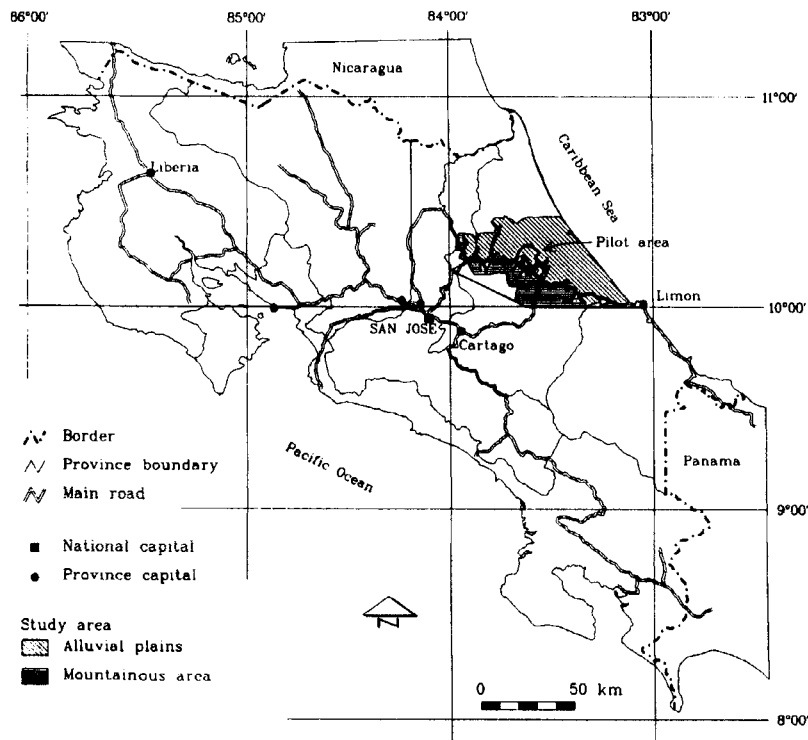 86°00' 85°00' 84°00' 83°00'
Nicaragua
11°00'
Caribbean Sea
Liberia
Pilot area
Limon
10°00'
SAN JOSE
Cartago
Border
Province boundary
Main road
Pacific Ocean
Panama
9°00'
National capital
Province capital
N
Study area
Alluvial plains
Mountainous area
0 50 km
8°00'